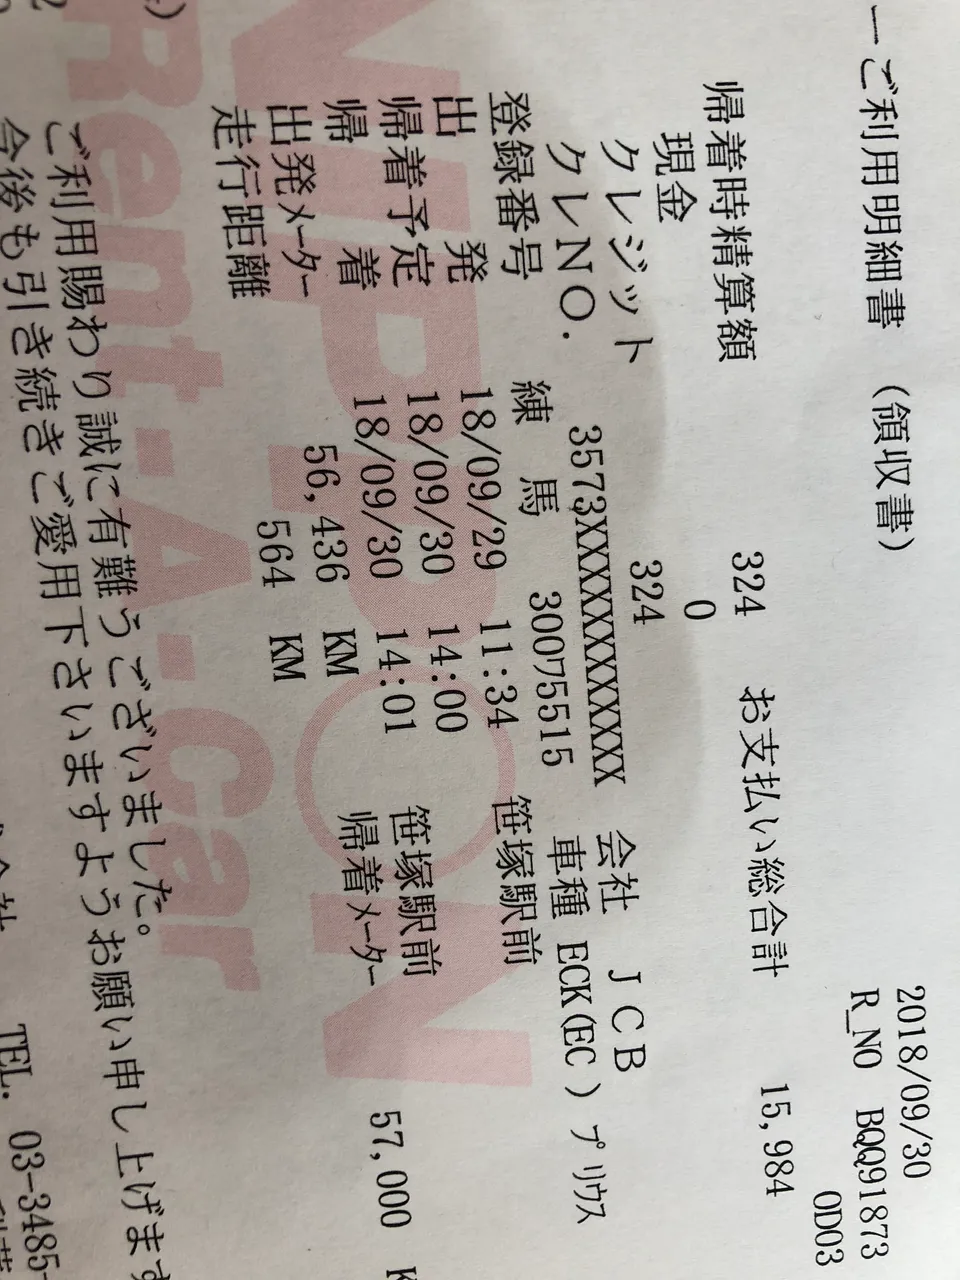 2018/09/30
ーご利用明細書 (領収書) R_NO BQQ91873
0D03
帰着時精算額 324 お支払い総合計 15,984
現金 0
クレジット 324
クレNO. 3573XXXXXXXXXXXX 会社 JCB
登録番号 練馬 30075515 車種 ECK(EC) プリウス
出発 18/09/29 11:34 笹塚駅前
帰着予定 18/09/30 14:00
帰着 18/09/30 14:01 笹塚駅前
出発メーター 56,436 KM 帰着メーター 57,000
走行距離 564 KM
ご利用賜わり誠に有難うございました。
今後も引き続きご愛用下さいますようお願い申し上げます
TEL. 03-3485-
NIPPON
Rent-A-Car